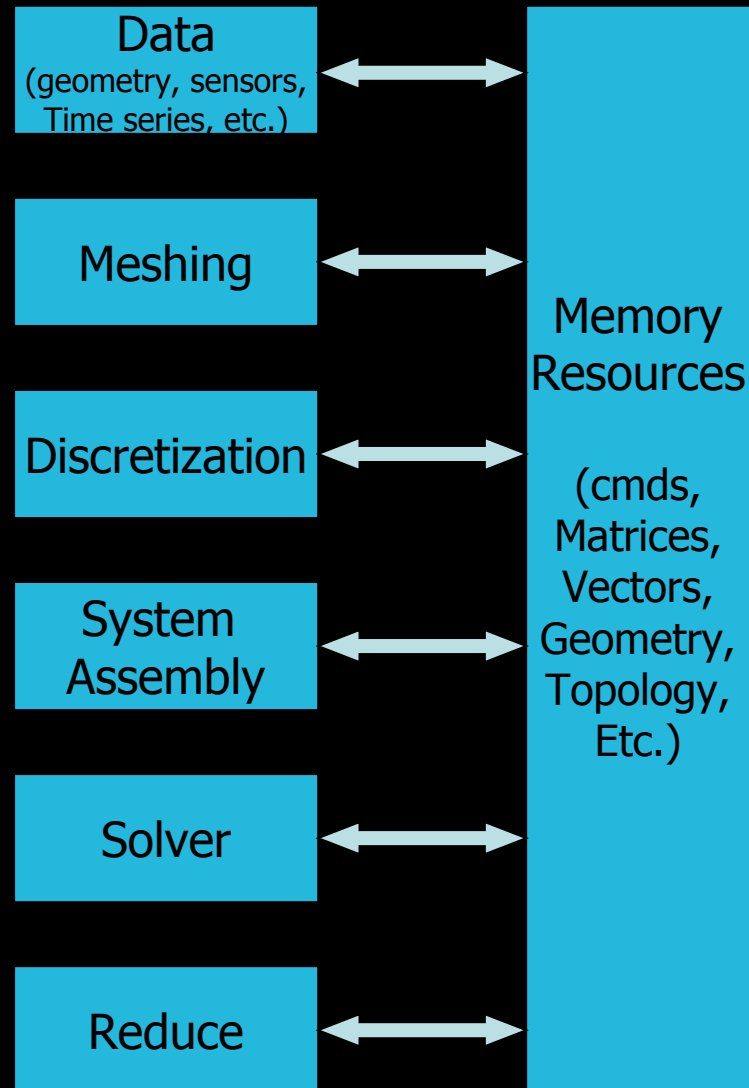 Data
(geometry, sensors,
Time series, etc.)
Meshing
Discretization
System
Assembly
Solver
Reduce
Memory
Resources
(cmds,
Matrices,
Vectors,
Geometry,
Topology,
Etc.)